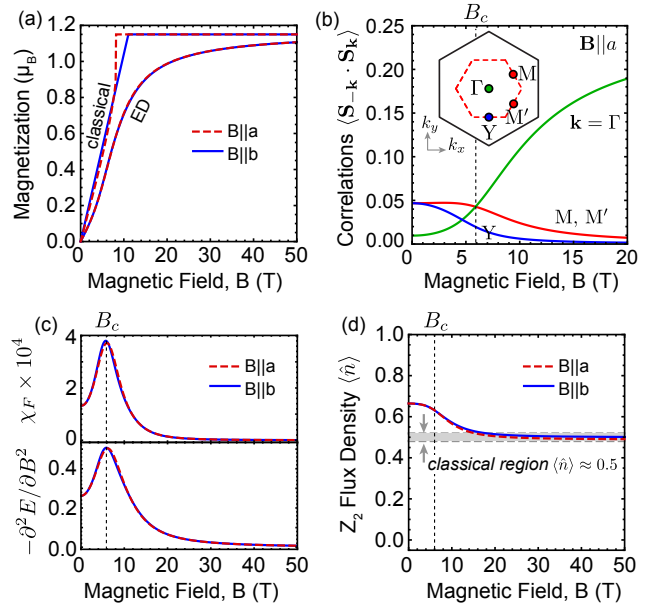 (a)
Magnetization (μB)
1.2
1.0
0.8
0.6
0.4
0.2
0.0
classical
ED
B||a
B||b
0 10 20 30 40 50
Magnetic Field, B (T)
(b)
Bc
B||a
Correlations ⟨S₋ₖ · Sₖ⟩
0.25
0.20
0.15
0.10
0.05
0.00
Γ
M
M′
Y
ky
kx
k = Γ
M, M′
Y
0 5 10 15 20
Magnetic Field, B (T)
(c)
Bc
χF × 10⁴
4
2
0
B||a
B||b
−∂²E/∂B²
0.4
0.2
0.0
0 10 20 30 40 50
Magnetic Field, B (T)
(d)
Bc
Z₂ Flux Density ⟨n̂⟩
1.0
0.8
0.6
0.4
0.2
0.0
B||a
B||b
classical region ⟨n̂⟩ ≈ 0.5
0 10 20 30 40 50
Magnetic Field, B (T)